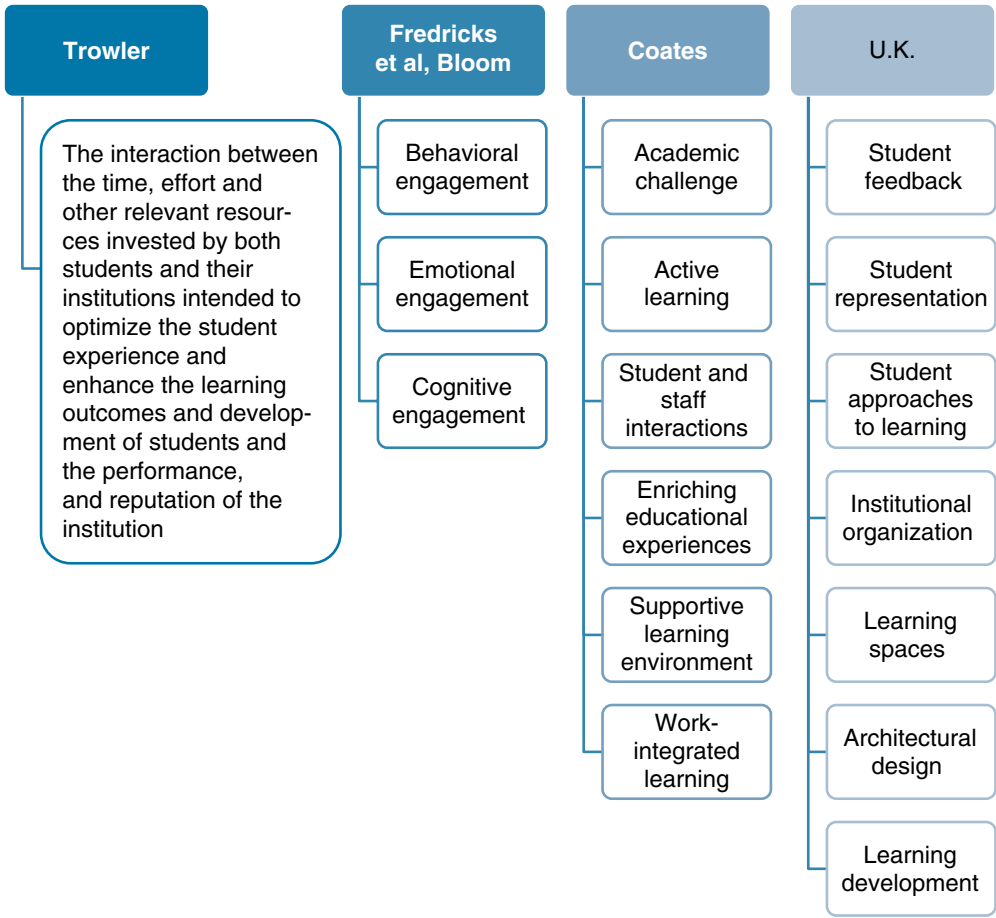 Trowler
The interaction between
the time, effort and
other relevant resour-
ces invested by both
students and their
institutions intended to
optimize the student
experience and
enhance the learning
outcomes and develop-
ment of students and
the performance,
and reputation of the
institution
Fredricks
et al, Bloom
Behavioral
engagement
Emotional
engagement
Cognitive
engagement
Coates
Academic
challenge
Active
learning
Student and
staff
interactions
Enriching
educational
experiences
Supportive
learning
environment
Work-
integrated
learning
U.K.
Student
feedback
Student
representation
Student
approaches
to learning
Institutional
organization
Learning
spaces
Architectural
design
Learning
development